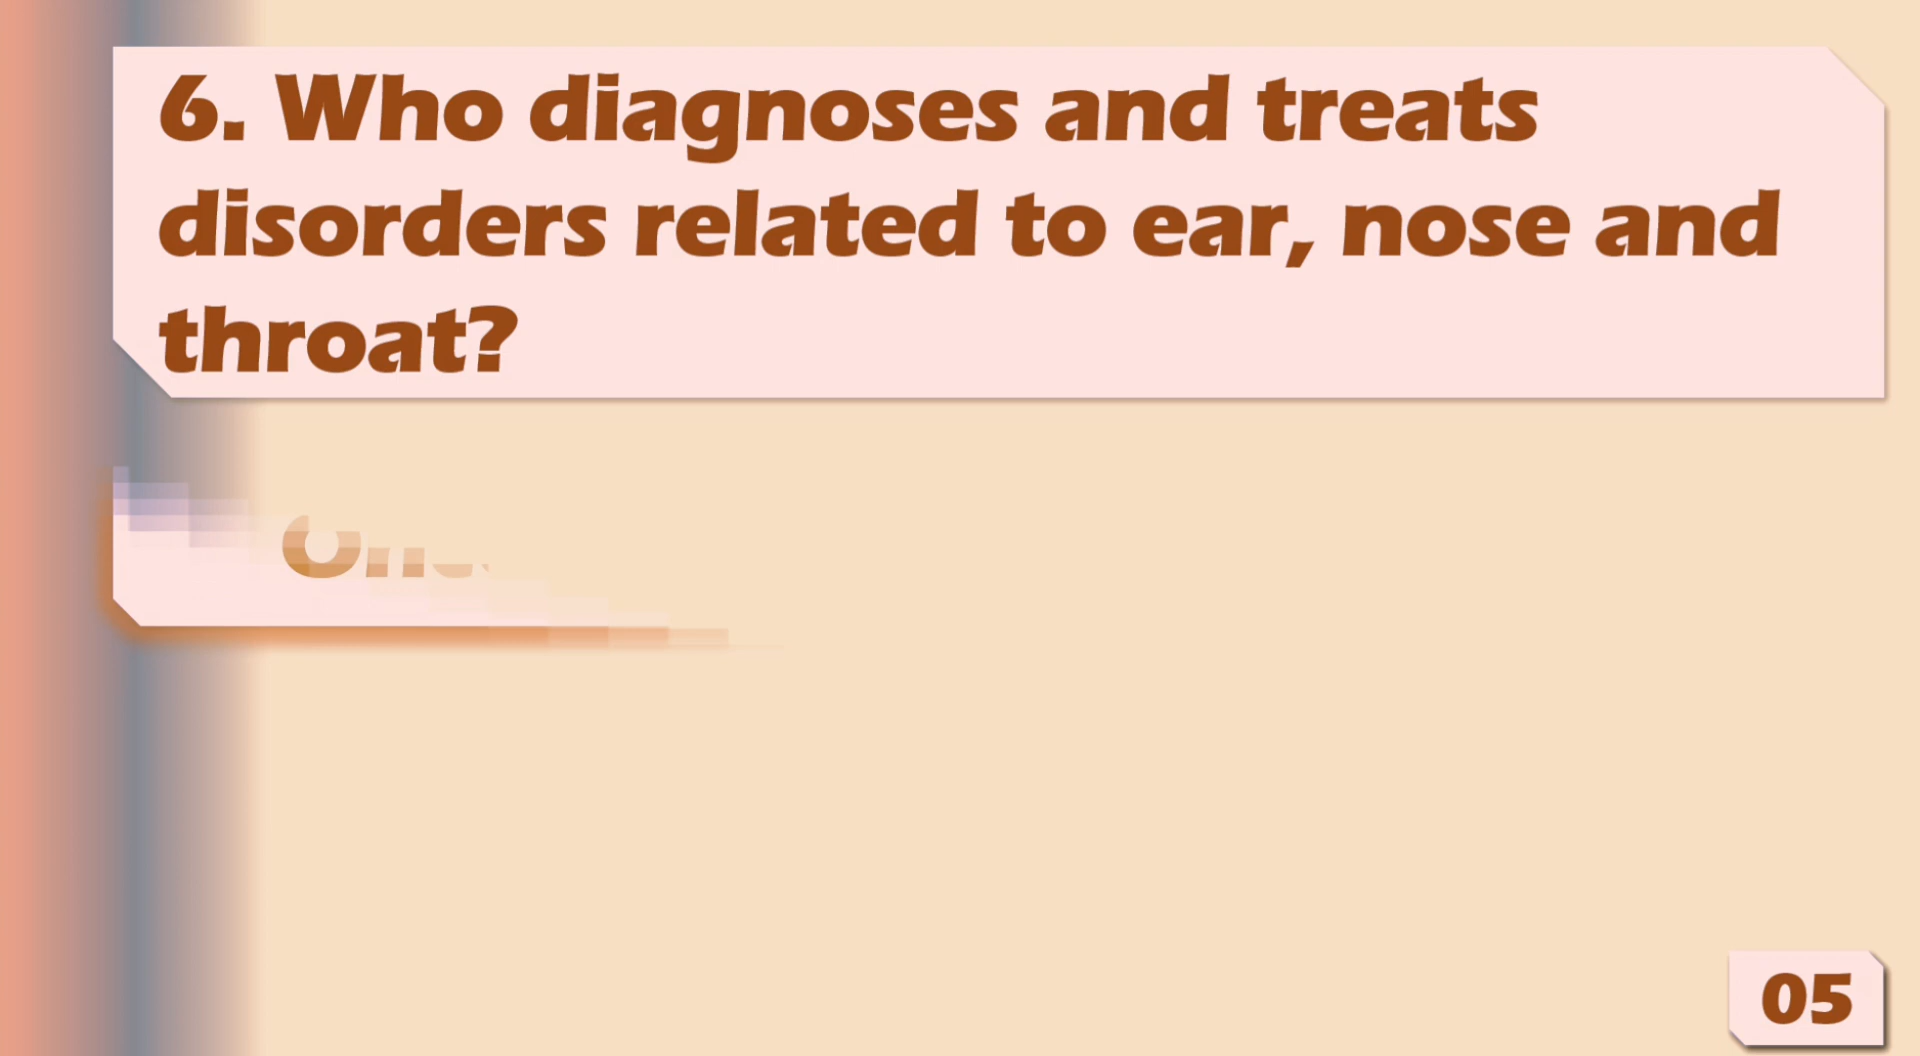 6. Who diagnoses and treats
disorders related to ear, nose and
throat?
05